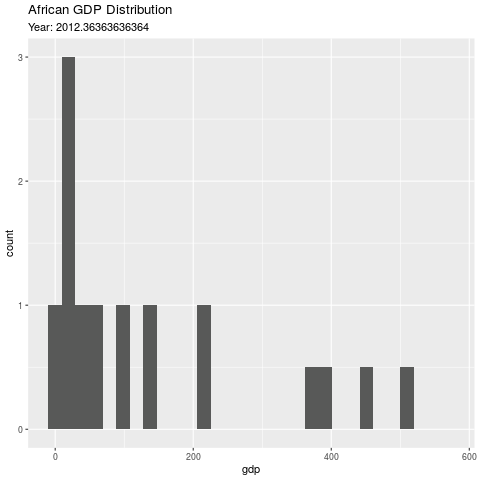 African GDP Distribution
Year: 2012.36363636364
3
2
1
0
count
0 200 400 600
gdp